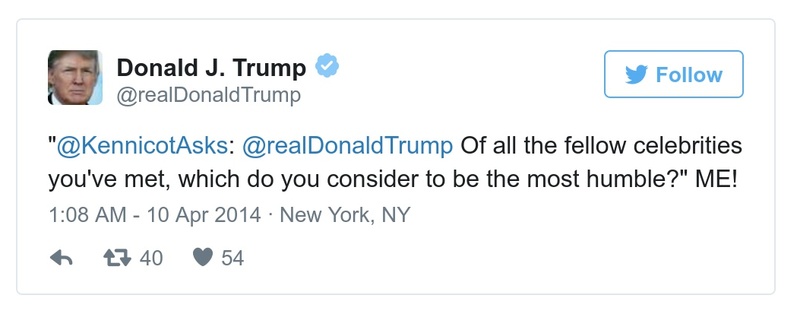 Donald J. Trump
@realDonaldTrump
Follow
"@KennicotAsks: @realDonaldTrump Of all the fellow celebrities
you've met, which do you consider to be the most humble?" ME!
1:08 AM - 10 Apr 2014 · New York, NY
40 54